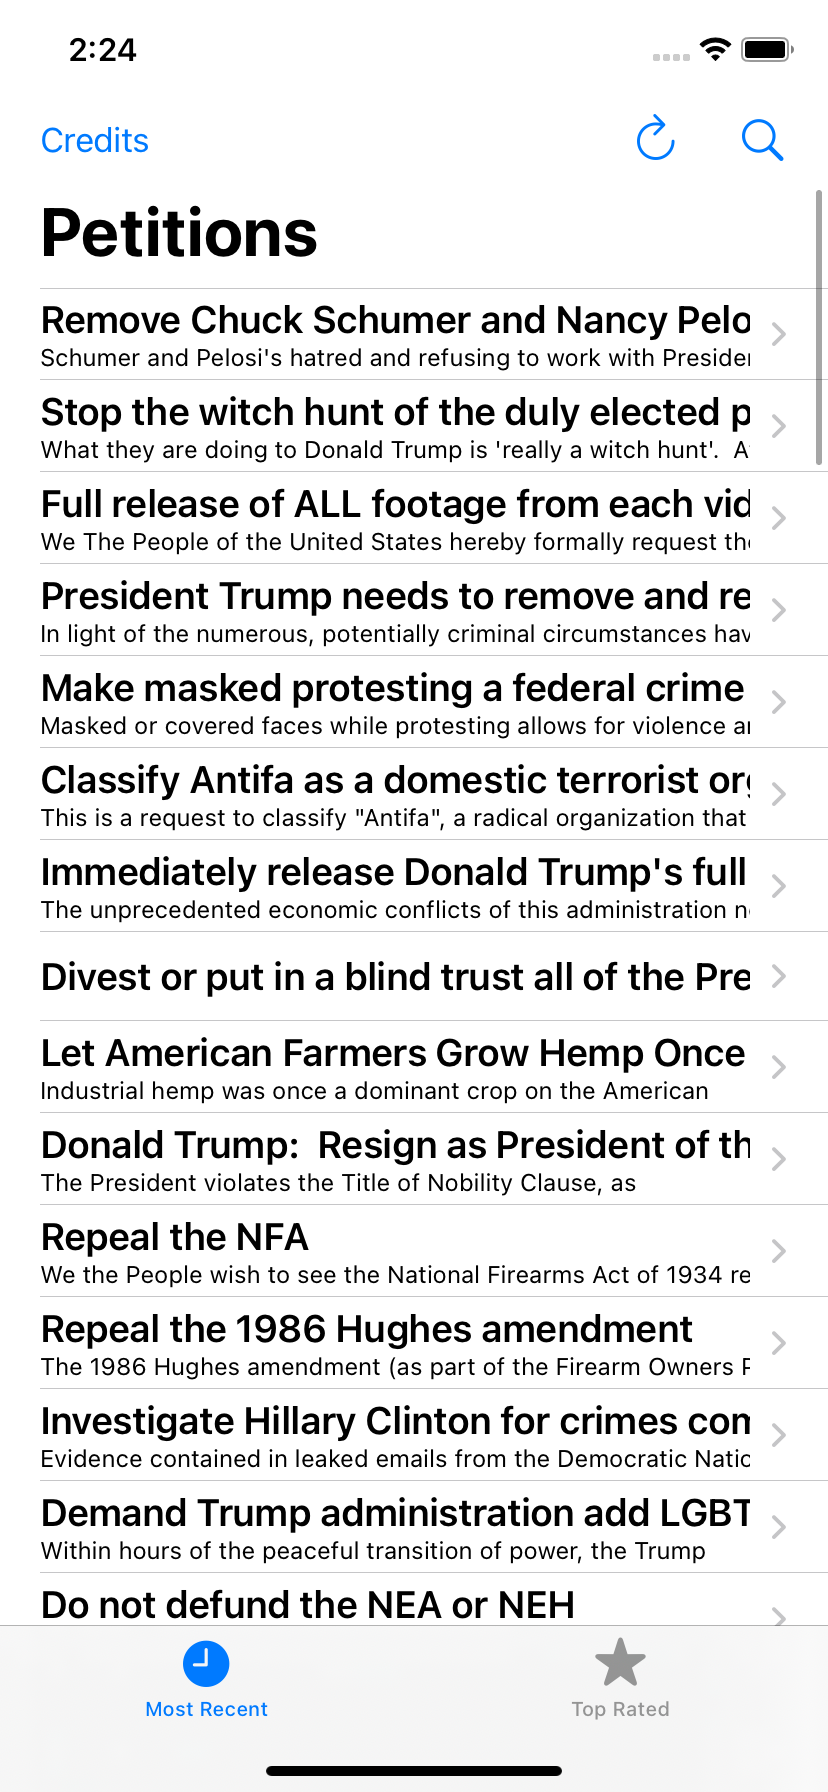 2:24
Credits
Petitions
Remove Chuck Schumer and Nancy Pelo
Schumer and Pelosi's hatred and refusing to work with
Stop the witch hunt of the duly elected p
What they are doing to Donald Trump is 'really a witch hunt'.
Full release of ALL footage from each vid
We The People of the United States hereby formally request
President Trump needs to remove and re
In light of the numerous, potentially criminal circumstances hav
Make masked protesting a federal crime
Masked or covered faces while protesting allows for violence
Classify Antifa as a domestic terrorist
This is a request to classify "Antifa", a radical organization that
Immediately release Donald Trump's full
The unprecedented economic conflicts of this administration
Divest or put in a blind trust all of the Pre
Let American Farmers Grow Hemp Once
Industrial hemp was once a dominant crop on the American
Donald Trump:  Resign as President of th
The President violates the Title of Nobility Clause, as
Repeal the NFA
We the People wish to see the National Firearms Act of 1934 re
Repeal the 1986 Hughes amendment
The 1986 Hughes amendment (as part of the Firearm Owners
Investigate Hillary Clinton for crimes
Evidence contained in leaked emails from the Democratic
Demand Trump administration add LGBT
Within hours of the peaceful transition of power, the Trump
Do not defund the NEA or NEH
Most Recent
Top Rated